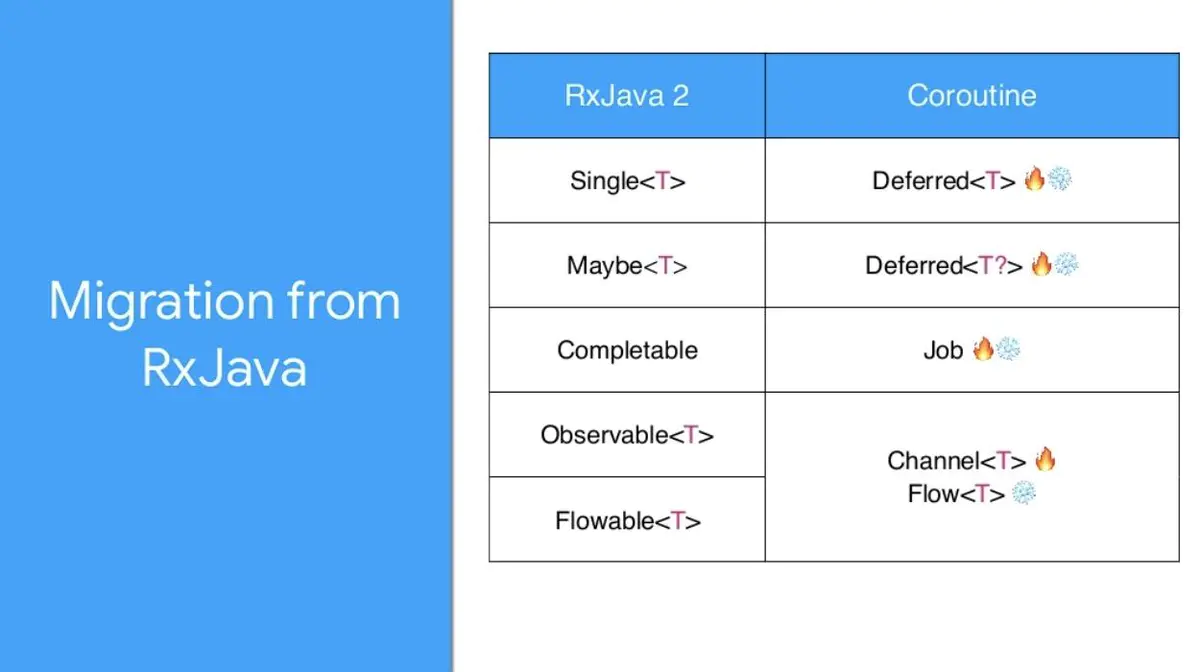 Migration from
RxJava
RxJava 2
Coroutine
Single<T>
Deferred<T> 🔥❄️
Maybe<T>
Deferred<T?> 🔥❄️
Completable
Job 🔥❄️
Observable<T>
Flowable<T>
Channel<T> 🔥
Flow<T> ❄️